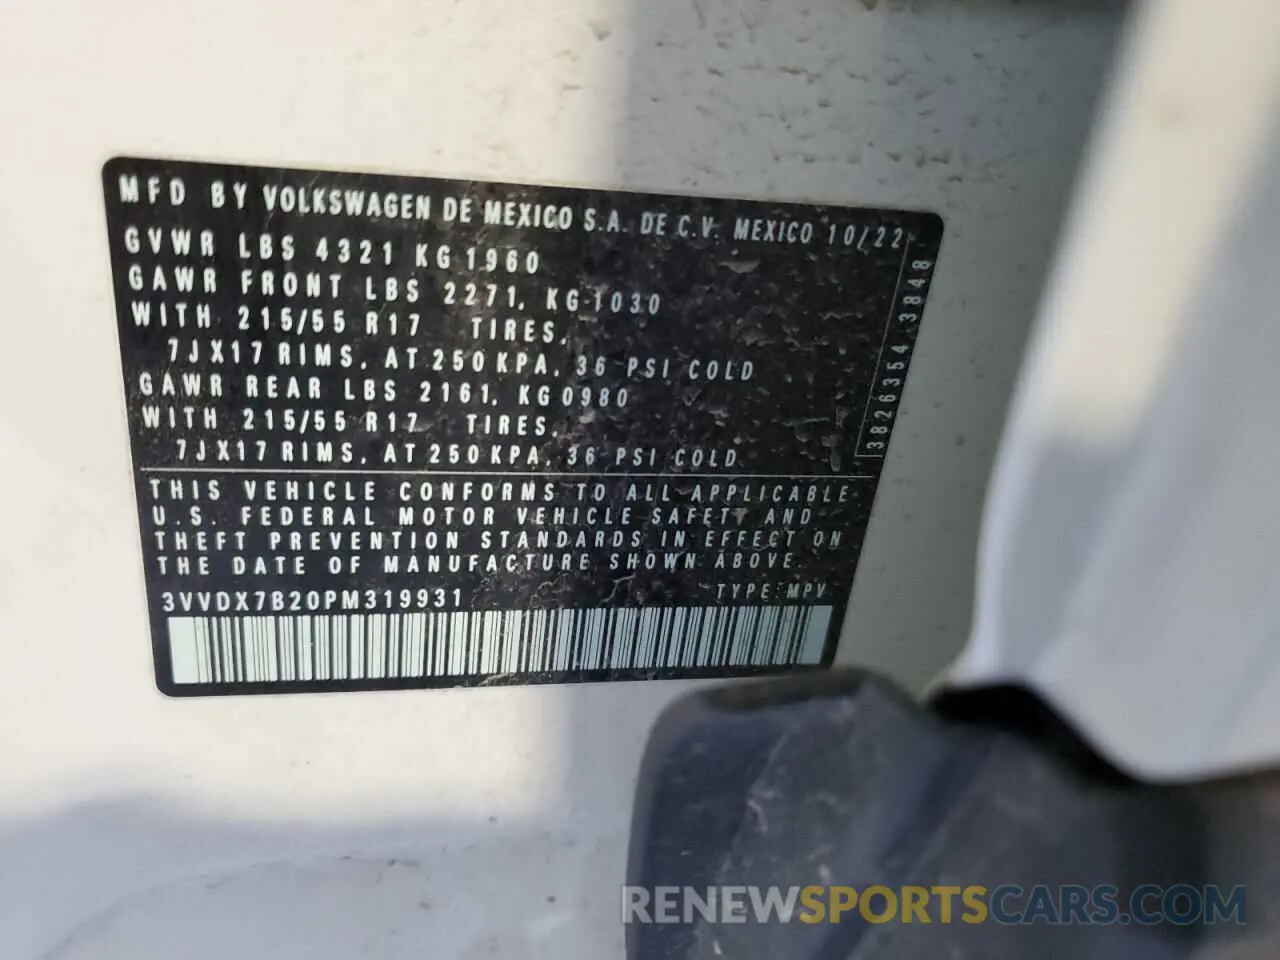 MFD BY VOLKSWAGEN DE MEXICO S.A. DE C.V. MEXICO 10/22
GVWR LBS 4321 KG 1960
GAWR FRONT LBS 2271, KG 1030
WITH 215/55 R17 TIRES,
7JX17 RIMS, AT 250 KPA, 36 PSI COLD
GAWR REAR LBS 2161, KG 0980
WITH 215/55 R17 TIRES,
7JX17 RIMS, AT 250 KPA, 36 PSI COLD
3826354 3848
THIS VEHICLE CONFORMS TO ALL APPLICABLE
U.S. FEDERAL MOTOR VEHICLE SAFETY AND
THEFT PREVENTION STANDARDS IN EFFECT ON
THE DATE OF MANUFACTURE SHOWN ABOVE.
3VVDX7B20PM319931 TYPE: MPV
RENEWSPORTSCARS.COM